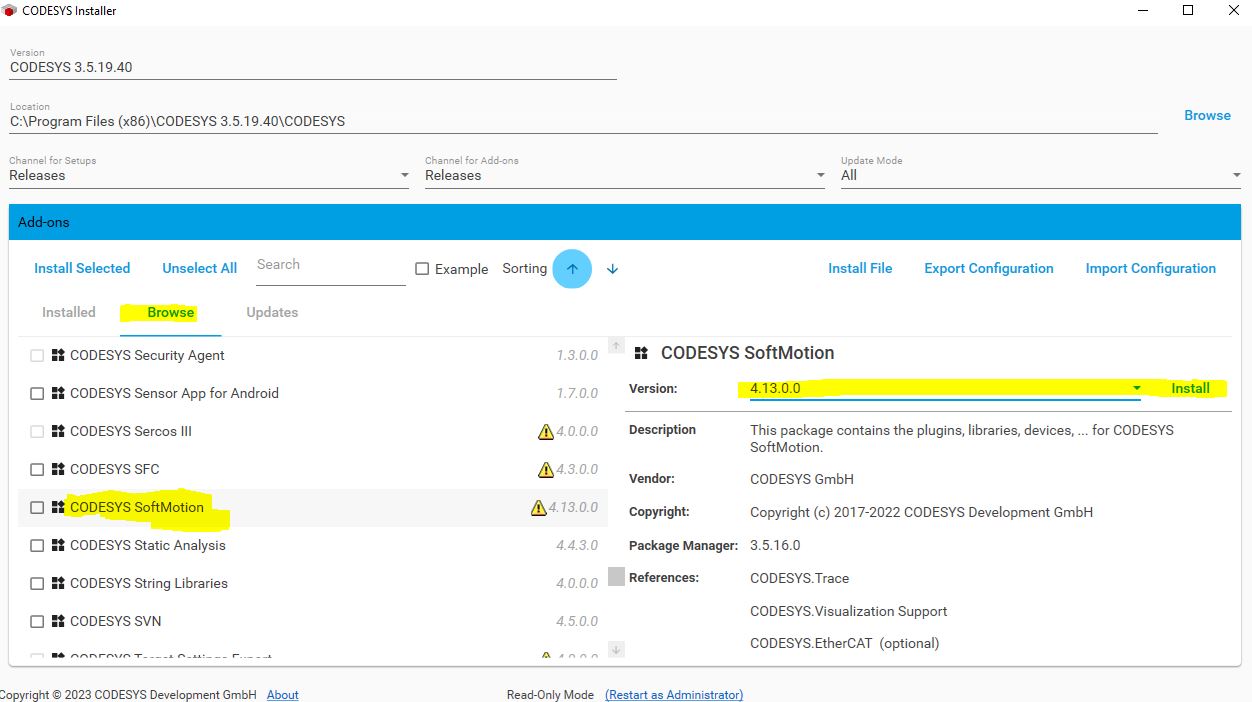 CODESYS Installer
Version
CODESYS 3.5.19.40
Location
C:\Program Files (x86)\CODESYS 3.5.19.40\CODESYS
Browse
Channel for Setups
Channel for Add-ons
Update Mode
Releases
Releases
All
Add-ons
Install Selected
Unselect All
Search
Example
Sorting
Install File
Export Configuration
Import Configuration
Installed
Browse
Updates
CODESYS Security Agent 1.3.0.0
CODESYS Sensor App for Android 1.7.0.0
CODESYS Sercos III 4.0.0.0
CODESYS SFC 4.3.0.0
CODESYS SoftMotion 4.13.0.0
CODESYS Static Analysis 4.4.3.0
CODESYS String Libraries 4.0.0.0
CODESYS SVN 4.5.0.0
CODESYS Target Settings Export
CODESYS SoftMotion
Version: 4.13.0.0 Install
Description This package contains the plugins, libraries, devices, ... for CODESYS
SoftMotion.
Vendor: CODESYS GmbH
Copyright: Copyright (c) 2017-2022 CODESYS Development GmbH
Package Manager: 3.5.16.0
References: CODESYS.Trace
CODESYS.Visualization Support
CODESYS.EtherCAT (optional)
Copyright © 2023 CODESYS Development GmbH About
Read-Only Mode (Restart as Administrator)